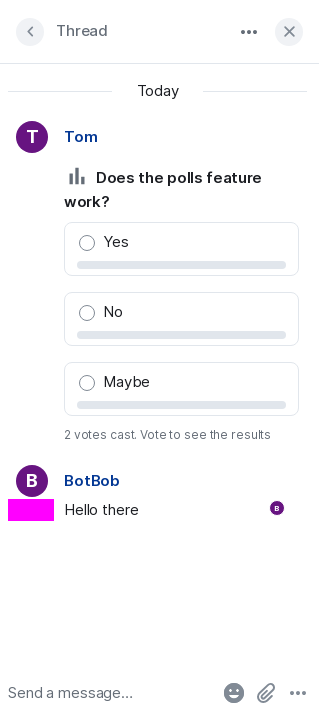 Thread
Today
T
Tom
Does the polls feature
work?
Yes
No
Maybe
2 votes cast. Vote to see the results
B
BotBob
Hello there
B
Send a message…